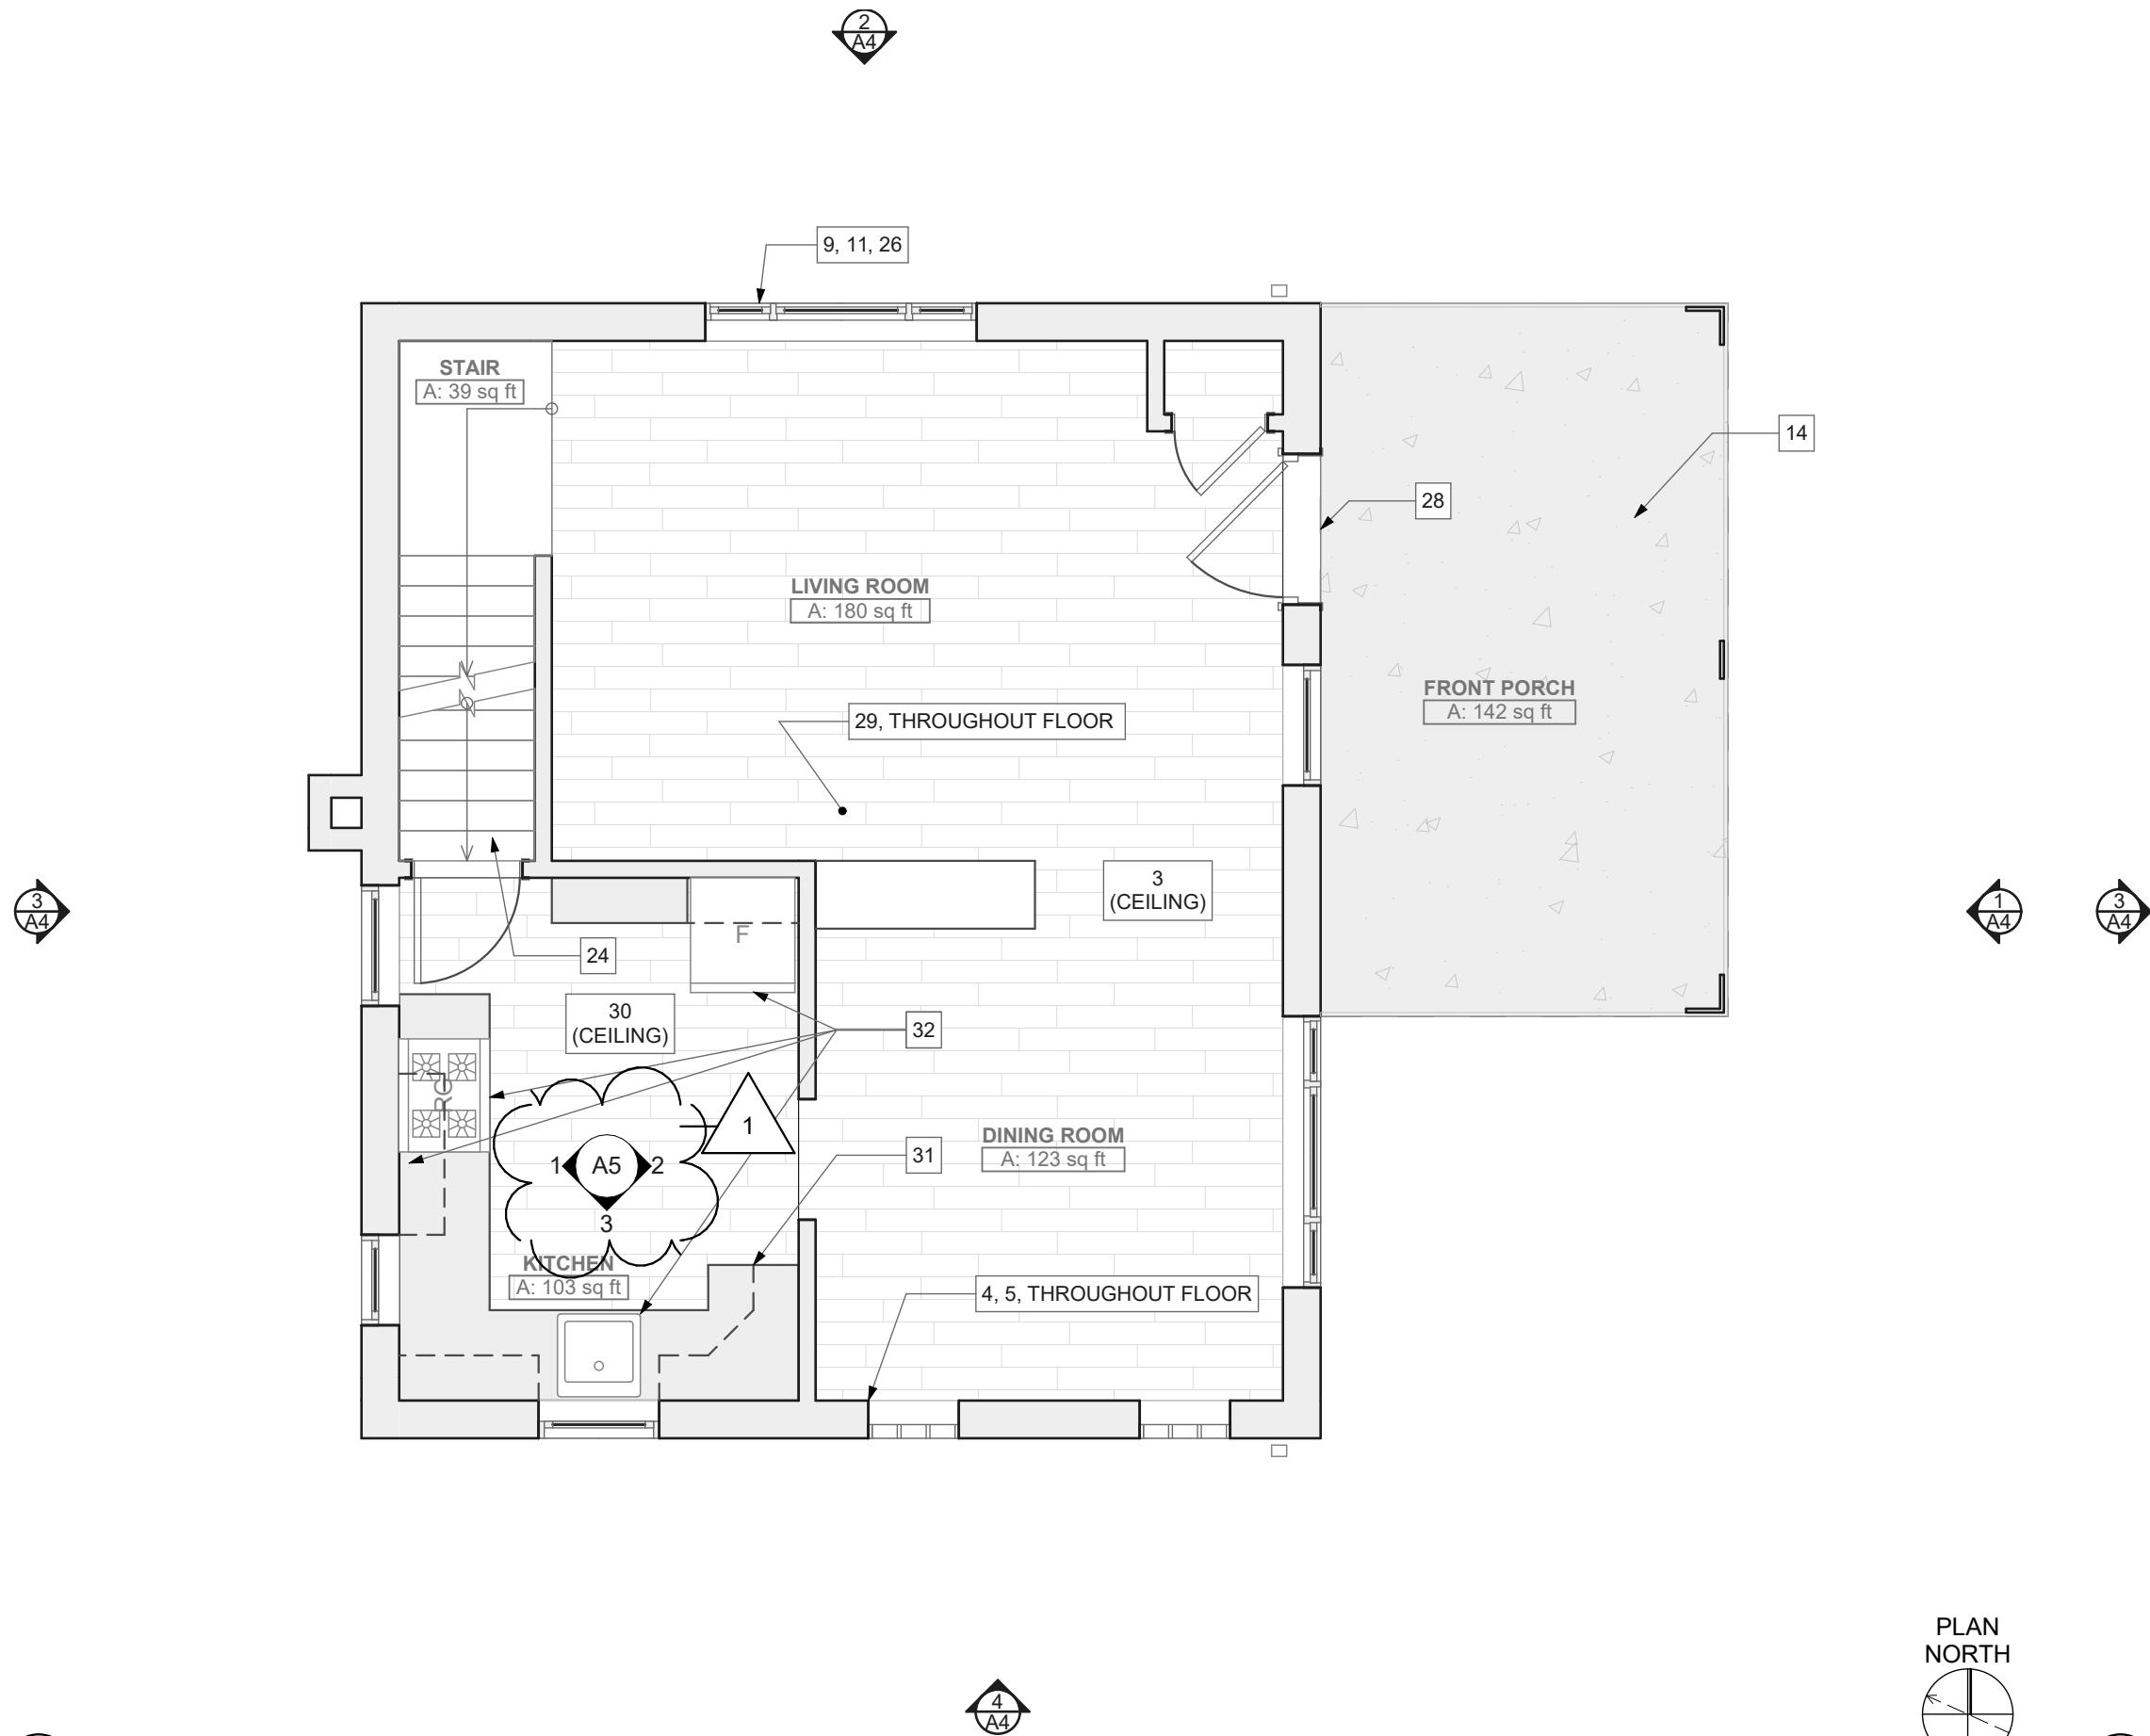 2
A4
9, 11, 26
STAIR
A: 39 sq ft
14
28
LIVING ROOM
A: 180 sq ft
FRONT PORCH
A: 142 sq ft
29, THROUGHOUT FLOOR
3
(CEILING)
3
A4
1
A4
3
A4
F
24
30
(CEILING)
32
RG
1
DINING ROOM
A: 123 sq ft
31
1 A5 2
3
KITCHEN
A: 103 sq ft
4, 5, THROUGHOUT FLOOR
PLAN
NORTH
4
A4